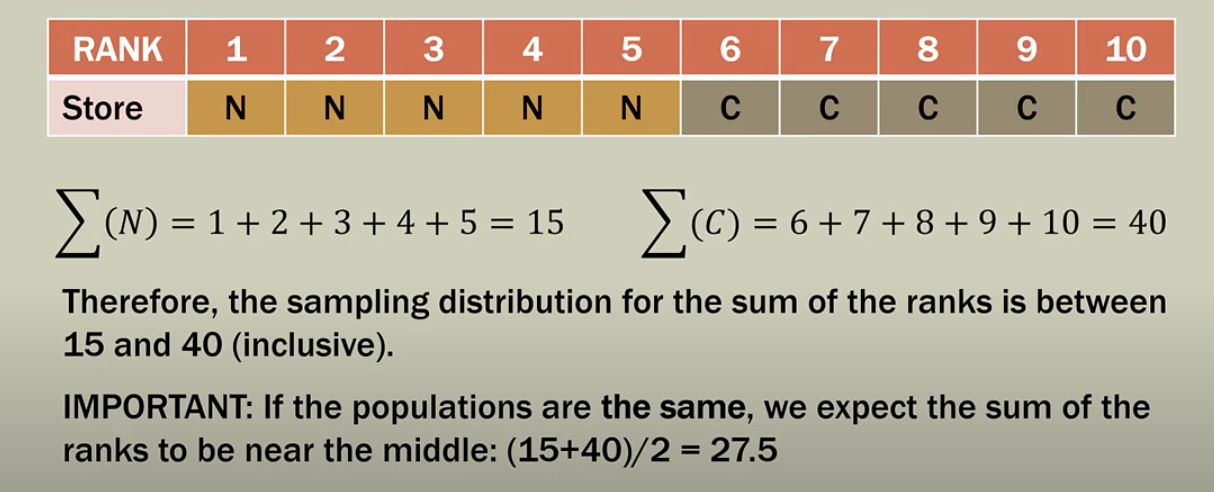 RANK 1 2 3 4 5 6 7 8 9 10
Store N N N N N C C C C C
∑(N) = 1 + 2 + 3 + 4 + 5 = 15 ∑(C) = 6 + 7 + 8 + 9 + 10 = 40
Therefore, the sampling distribution for the sum of the ranks is between
15 and 40 (inclusive).
IMPORTANT: If the populations are the same, we expect the sum of the
ranks to be near the middle: (15+40)/2 = 27.5